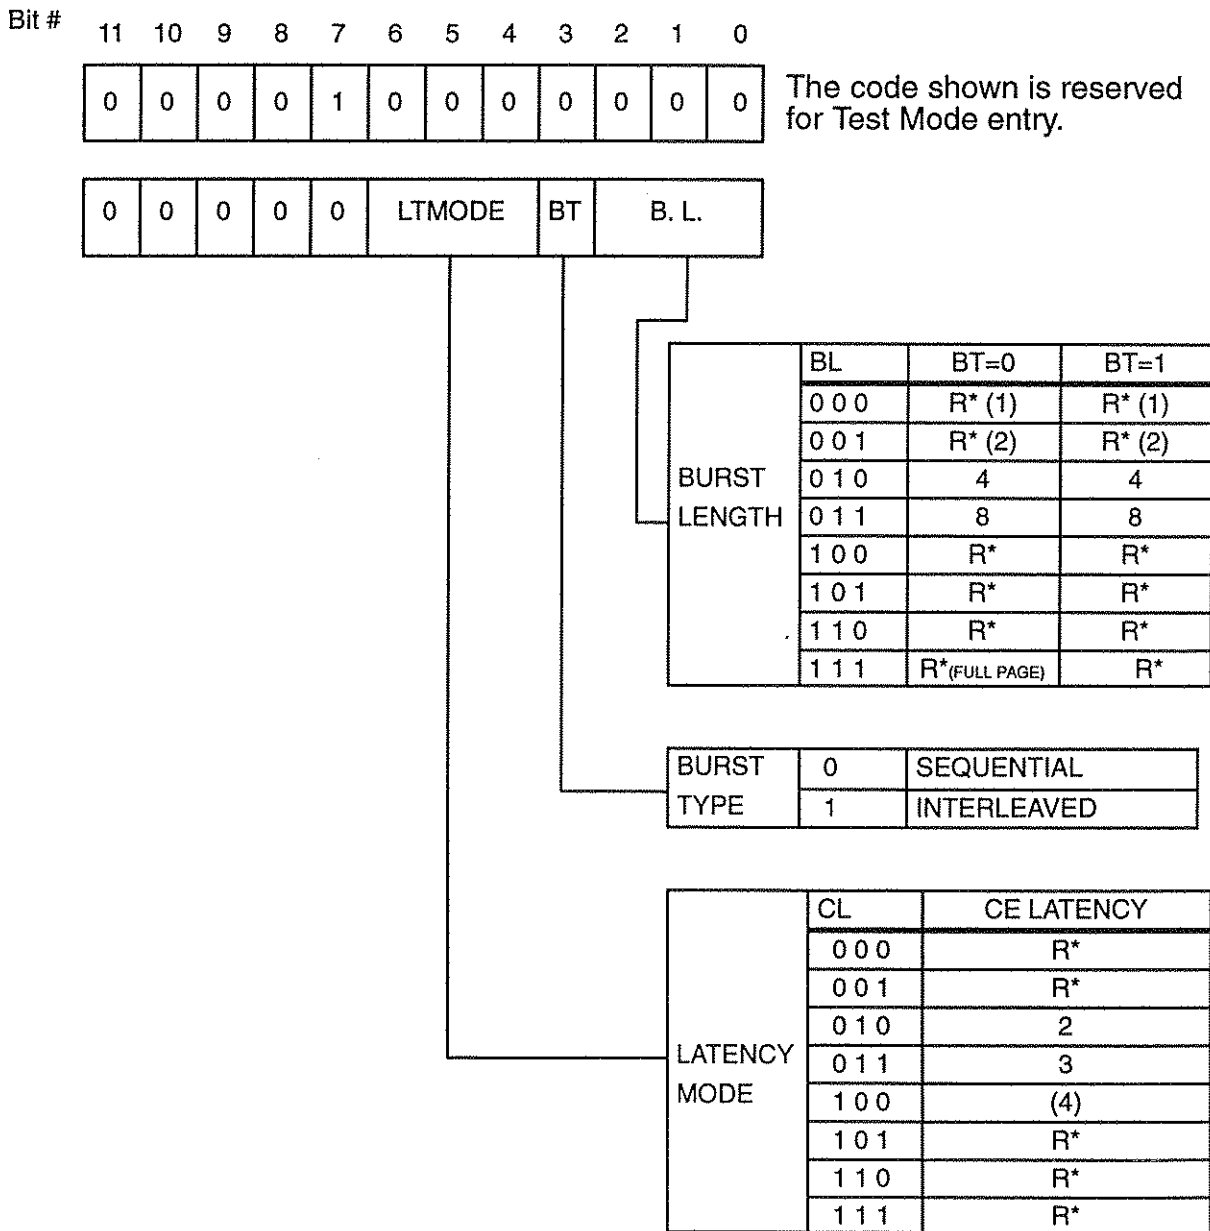 Bit # 11 10 9 8 7 6 5 4 3 2 1 0
0 0 0 0 1 0 0 0 0 0 0 0
The code shown is reserved
for Test Mode entry.
0 0 0 0 0 LTMODE BT B. L.
BURST
LENGTH
BL BT=0 BT=1
0 0 0 R* (1) R* (1)
0 0 1 R* (2) R* (2)
0 1 0 4 4
0 1 1 8 8
1 0 0 R* R*
1 0 1 R* R*
1 1 0 R* R*
1 1 1 R*(FULL PAGE) R*
BURST
TYPE
0 SEQUENTIAL
1 INTERLEAVED
LATENCY
MODE
CL CE LATENCY
0 0 0 R*
0 0 1 R*
0 1 0 2
0 1 1 3
1 0 0 (4)
1 0 1 R*
1 1 0 R*
1 1 1 R*